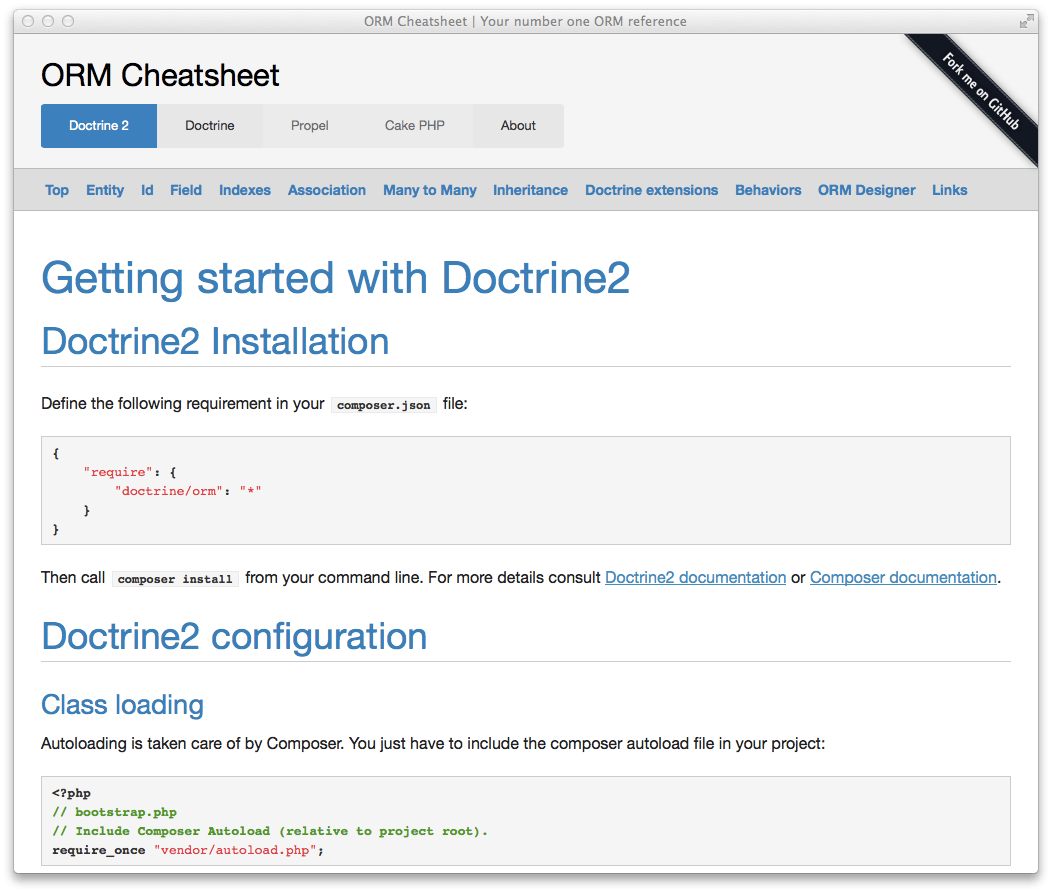 ORM Cheatsheet | Your number one ORM reference
ORM Cheatsheet
Fork me on GitHub
Doctrine 2 Doctrine Propel Cake PHP About
Top Entity Id Field Indexes Association Many to Many Inheritance Doctrine extensions Behaviors ORM Designer Links
Getting started with Doctrine2
Doctrine2 Installation
Define the following requirement in your composer.json file:
{
    "require": {
        "doctrine/orm": "*"
    }
}
Then call composer install from your command line. For more details consult Doctrine2 documentation or Composer documentation.
Doctrine2 configuration
Class loading
Autoloading is taken care of by Composer. You just have to include the composer autoload file in your project:
<?php
// bootstrap.php
// Include Composer Autoload (relative to project root).
require_once "vendor/autoload.php";